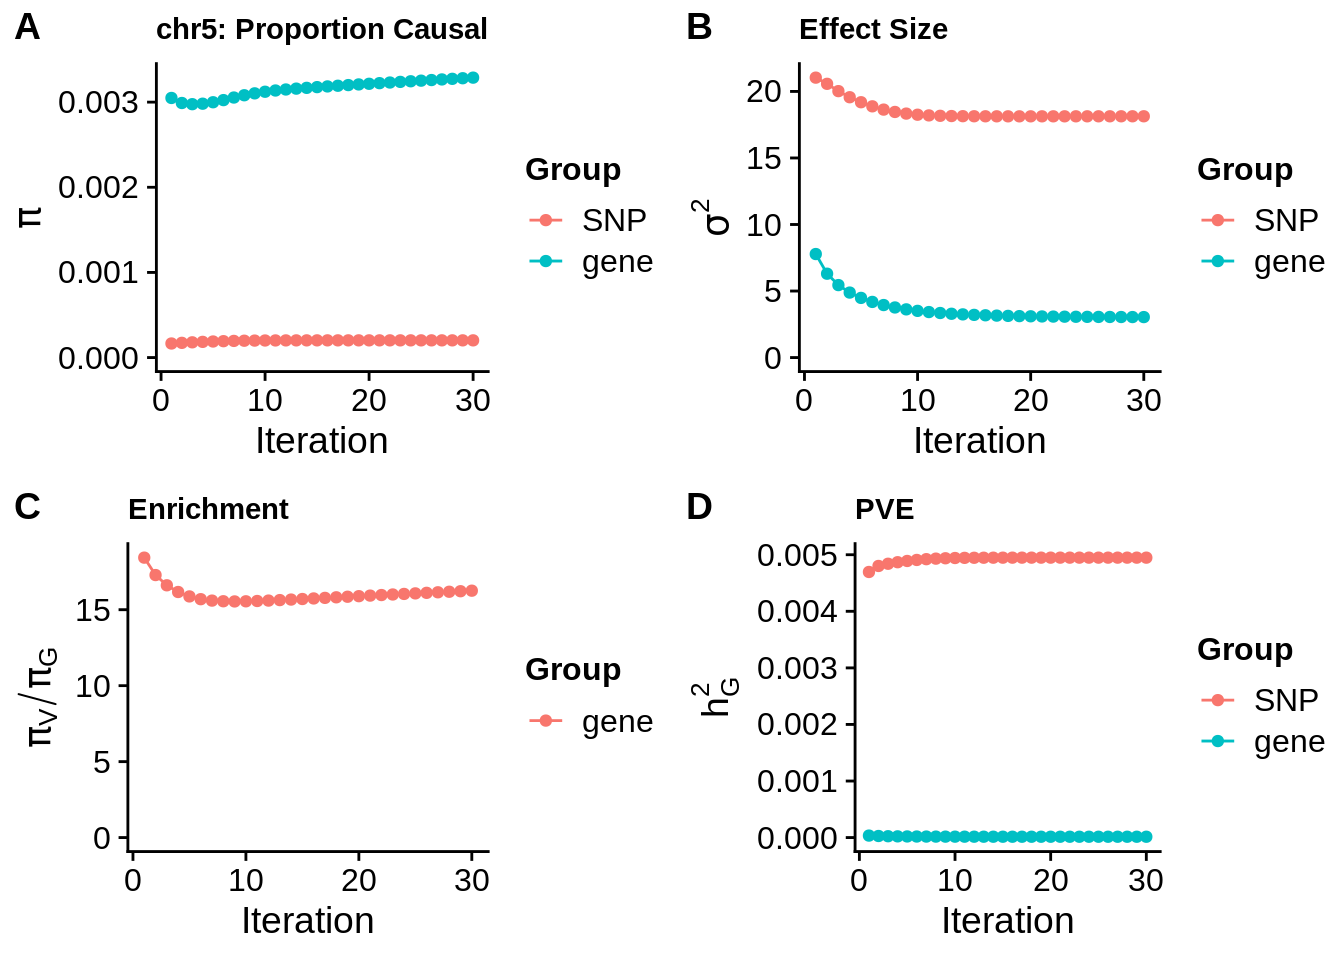 A
chr5: Proportion Causal
π
0.003
0.002
0.001
0.000
0 10 20 30
Iteration
Group
SNP
gene
B
Effect Size
σ²
20
15
10
5
0
0 10 20 30
Iteration
Group
SNP
gene
C
Enrichment
π_V/π_G
15
10
5
0
0 10 20 30
Iteration
Group
gene
D
PVE
h²_G
0.005
0.004
0.003
0.002
0.001
0.000
0 10 20 30
Iteration
Group
SNP
gene